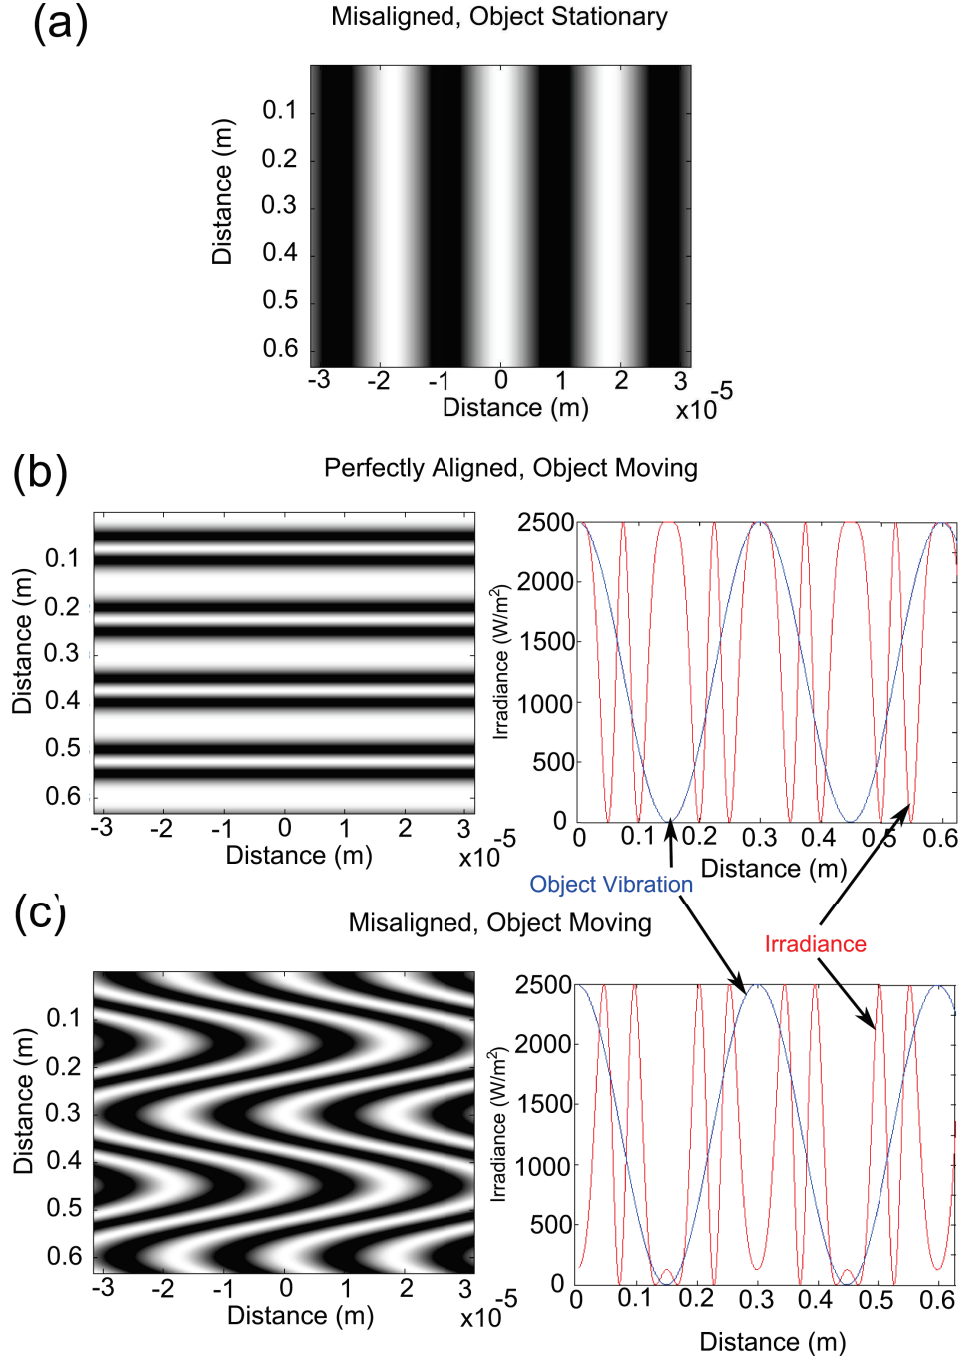 (a)
Misaligned, Object Stationary
Distance (m)
0.1
0.2
0.3
0.4
0.5
0.6
-3 -2 -1 0 1 2 3
Distance (m)
x10-5
(b)
Perfectly Aligned, Object Moving
Distance (m)
0.1
0.2
0.3
0.4
0.5
0.6
-3 -2 -1 0 1 2 3
Distance (m)
x10-5
Irradiance (W/m2)
2500
2000
1500
1000
500
0
0 0.1 0.2 0.3 0.4 0.5 0.6
Distance (m)
Object Vibration
Irradiance
(c)
Misaligned, Object Moving
Distance (m)
0.1
0.2
0.3
0.4
0.5
0.6
-3 -2 -1 0 1 2 3
Distance (m)
x10-5
Irradiance (W/m2)
2500
2000
1500
1000
500
0
0 0.1 0.2 0.3 0.4 0.5 0.6
Distance (m)